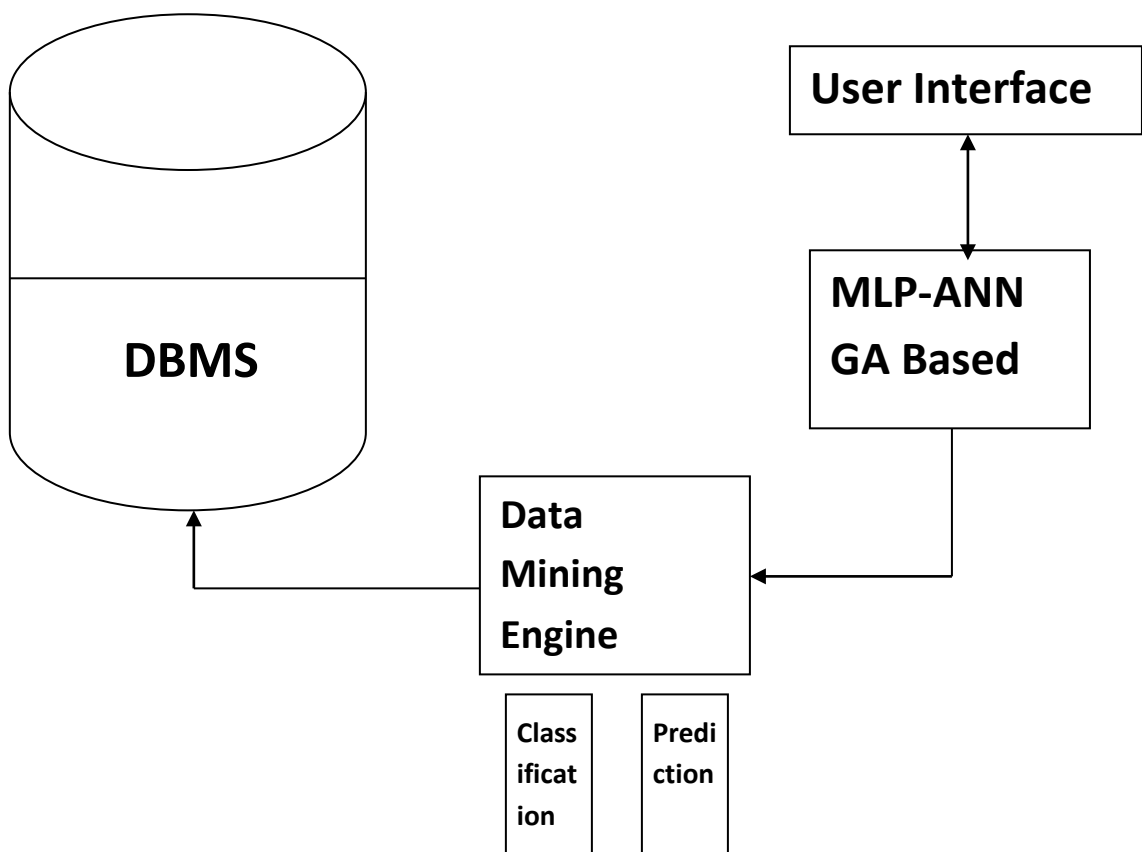 User Interface
MLP-ANN
GA Based
DBMS
Data
Mining
Engine
Class
ificat
ion
Predi
ction